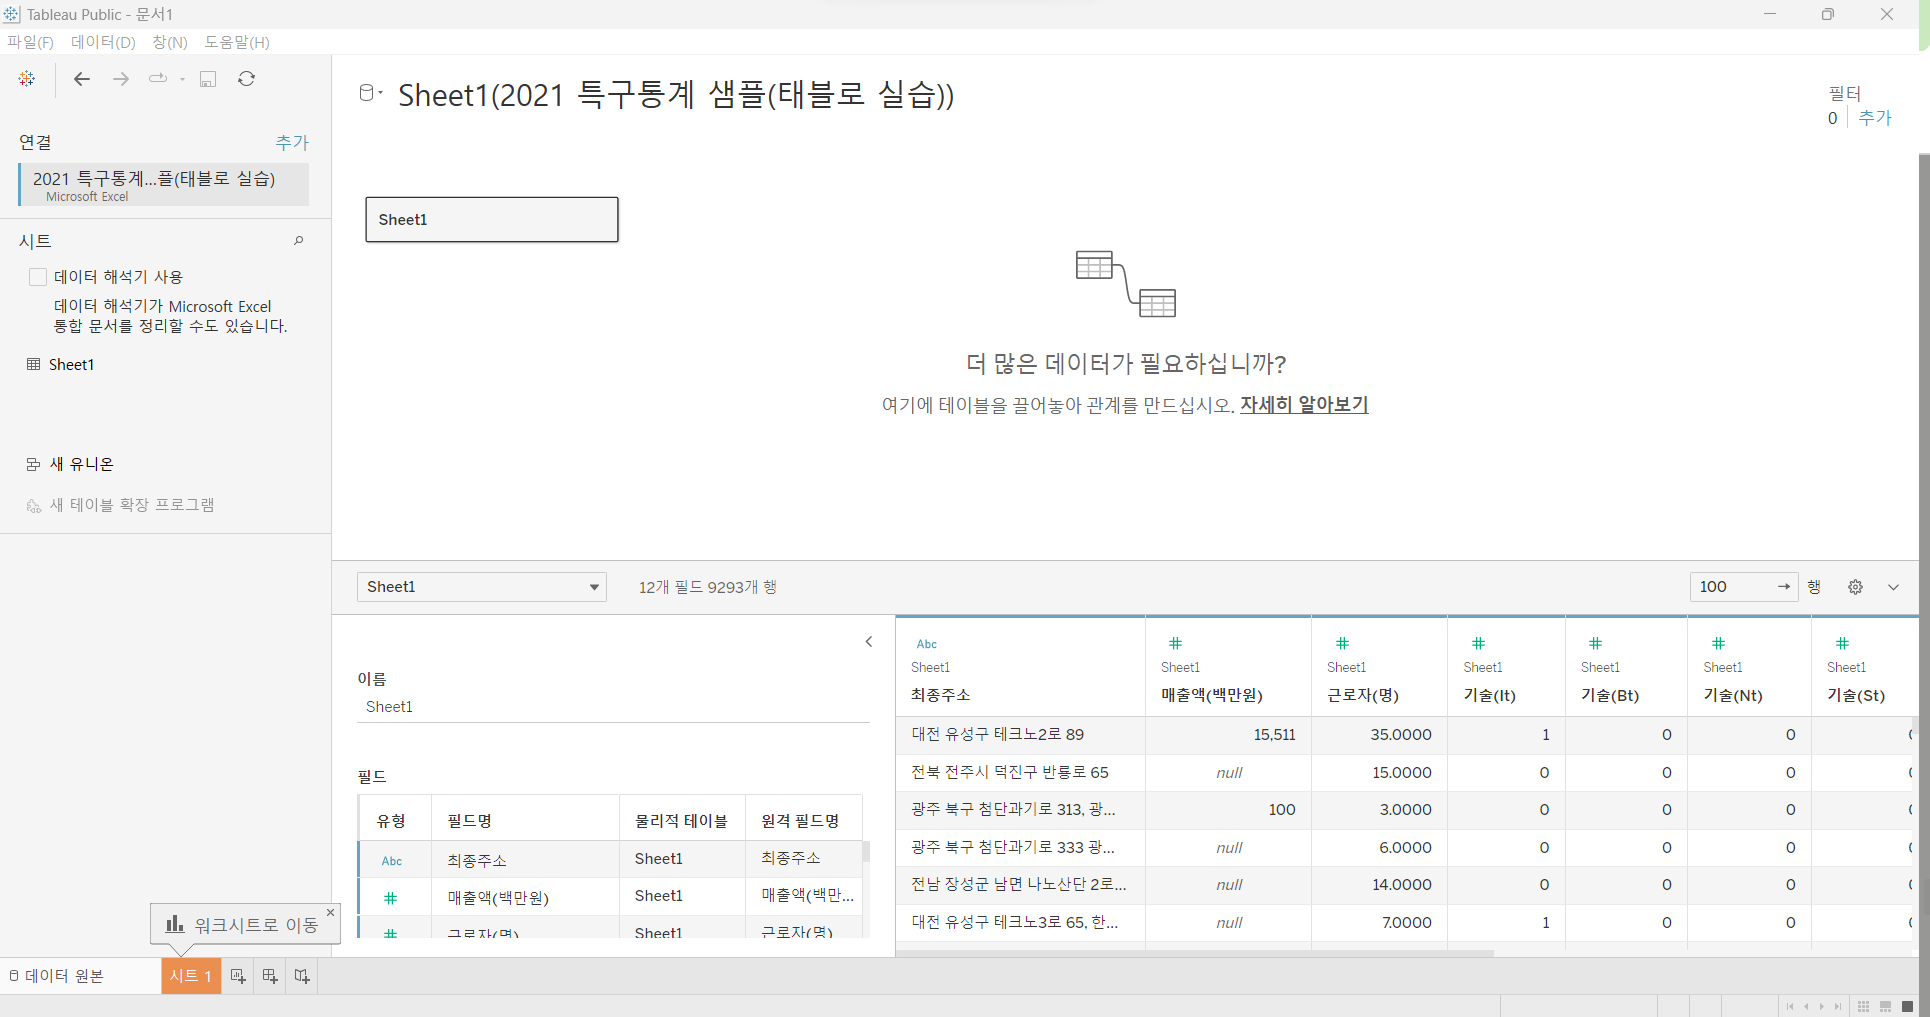 Tableau Public - 문서1
파일(F) 데이터(D) 창(N) 도움말(H)
연결 추가
2021 특구통계...플(태블로 실습)
Microsoft Excel
시트
데이터 해석기 사용
데이터 해석기가 Microsoft Excel
통합 문서를 정리할 수도 있습니다.
Sheet1
새 유니온
새 테이블 확장 프로그램
Sheet1(2021 특구통계 샘플(태블로 실습))
필터
0 추가
Sheet1
더 많은 데이터가 필요하십니까?
여기에 테이블을 끌어놓아 관계를 만드십시오. 자세히 알아보기
Sheet1 12개 필드 9293개 행 100 → 행
이름
Sheet1
필드
유형 필드명 물리적 테이블 원격 필드명
Abc 최종주소 Sheet1 최종주소
# 매출액(백만원) Sheet1 매출액(백만...
# 근로자(명) Sheet1 근로자(명)
Abc # # # # # #
Sheet1 Sheet1 Sheet1 Sheet1 Sheet1 Sheet1 Sheet1
최종주소 매출액(백만원) 근로자(명) 기술(It) 기술(Bt) 기술(Nt) 기술(St)
대전 유성구 테크노2로 89 15,511 35.0000 1 0 0
전북 전주시 덕진구 반룡로 65 null 15.0000 0 0 0
광주 북구 첨단과기로 313, 광... 100 3.0000 0 0 0
광주 북구 첨단과기로 333 광... null 6.0000 0 0 0
전남 장성군 남면 나노산단 2로... null 14.0000 0 0 0
대전 유성구 테크노3로 65, 한... null 7.0000 1 0 0
워크시트로 이동
데이터 원본 시트 1